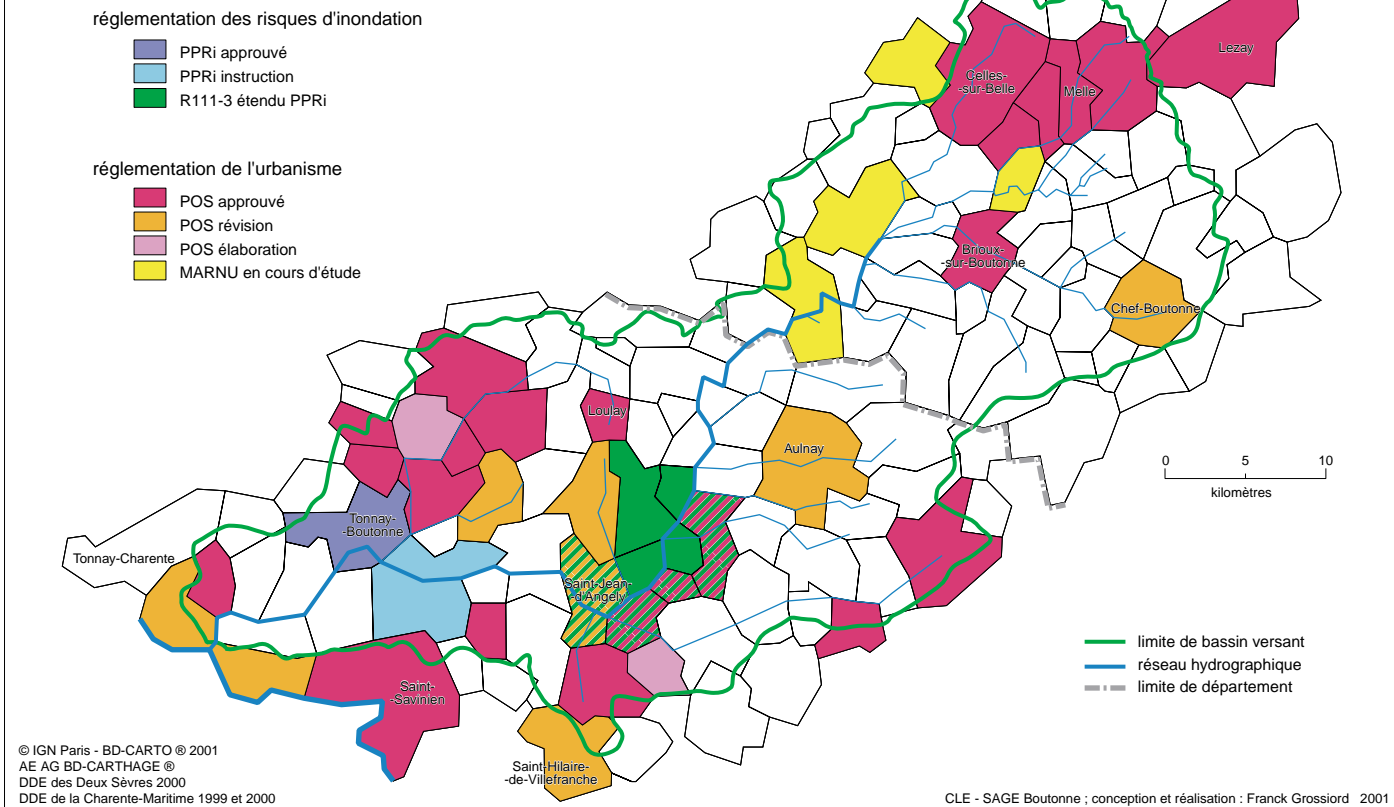 réglementation des risques d'inondation
PPRi approuvé
PPRi instruction
R111-3 étendu PPRi
réglementation de l'urbanisme
POS approuvé
POS révision
POS élaboration
MARNU en cours d'étude
Lezay
Celles-
-sur-Belle
Melle
Brioux-
-sur-Boutonne
Chef-Boutonne
Loulay
Aulnay
0 5 10
kilomètres
Tonnay-
-Boutonne
Tonnay-Charente
Saint-Jean-
-d'Angely
Saint-
-Savinien
Saint-Hilaire-
-de-Villefranche
limite de bassin versant
réseau hydrographique
limite de département
© IGN Paris - BD-CARTO ® 2001
AE AG BD-CARTHAGE ®
DDE des Deux Sèvres 2000
DDE de la Charente-Maritime 1999 et 2000
CLE - SAGE Boutonne ; conception et réalisation : Franck Grossiord 2001